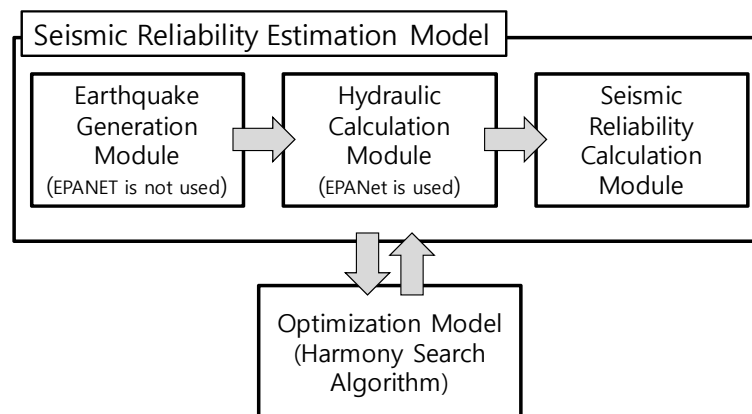 Seismic Reliability Estimation Model
Earthquake
Generation
Module
(EPANET is not used)
Hydraulic
Calculation
Module
(EPANet is used)
Seismic
Reliability
Calculation
Module
Optimization Model
(Harmony Search
Algorithm)